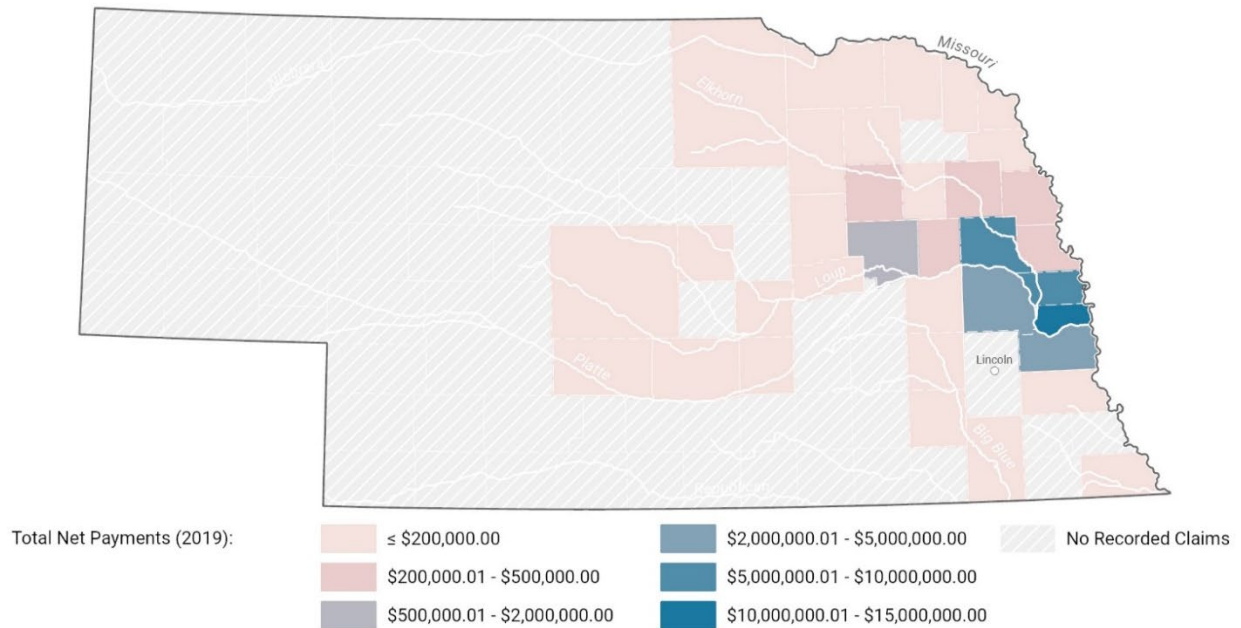 Missouri
Elkhorn
Loup
Platte
Lincoln
Big Blue
Total Net Payments (2019):
≤ $200,000.00
$200,000.01 - $500,000.00
$500,000.01 - $2,000,000.00
$2,000,000.01 - $5,000,000.00
$5,000,000.01 - $10,000,000.00
$10,000,000.01 - $15,000,000.00
No Recorded Claims